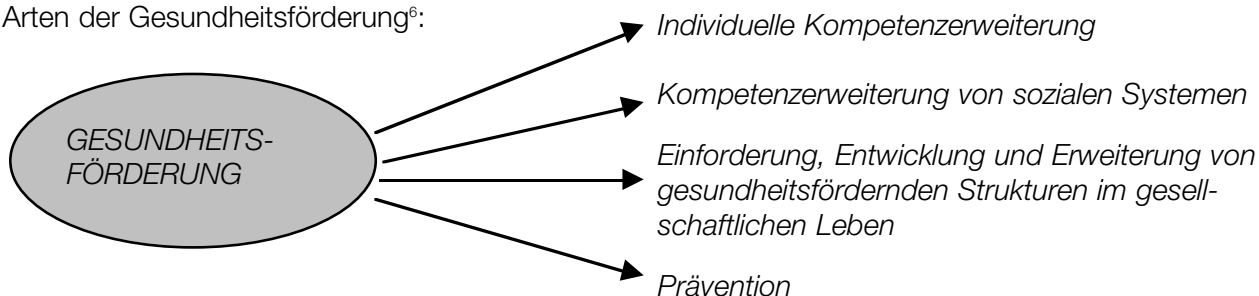 Arten der Gesundheitsförderung⁶:
GESUNDHEITS-
FÖRDERUNG
Individuelle Kompetenzerweiterung
Kompetenzerweiterung von sozialen Systemen
Einforderung, Entwicklung und Erweiterung von
gesundheitsfördernden Strukturen im gesell-
schaftlichen Leben
Prävention